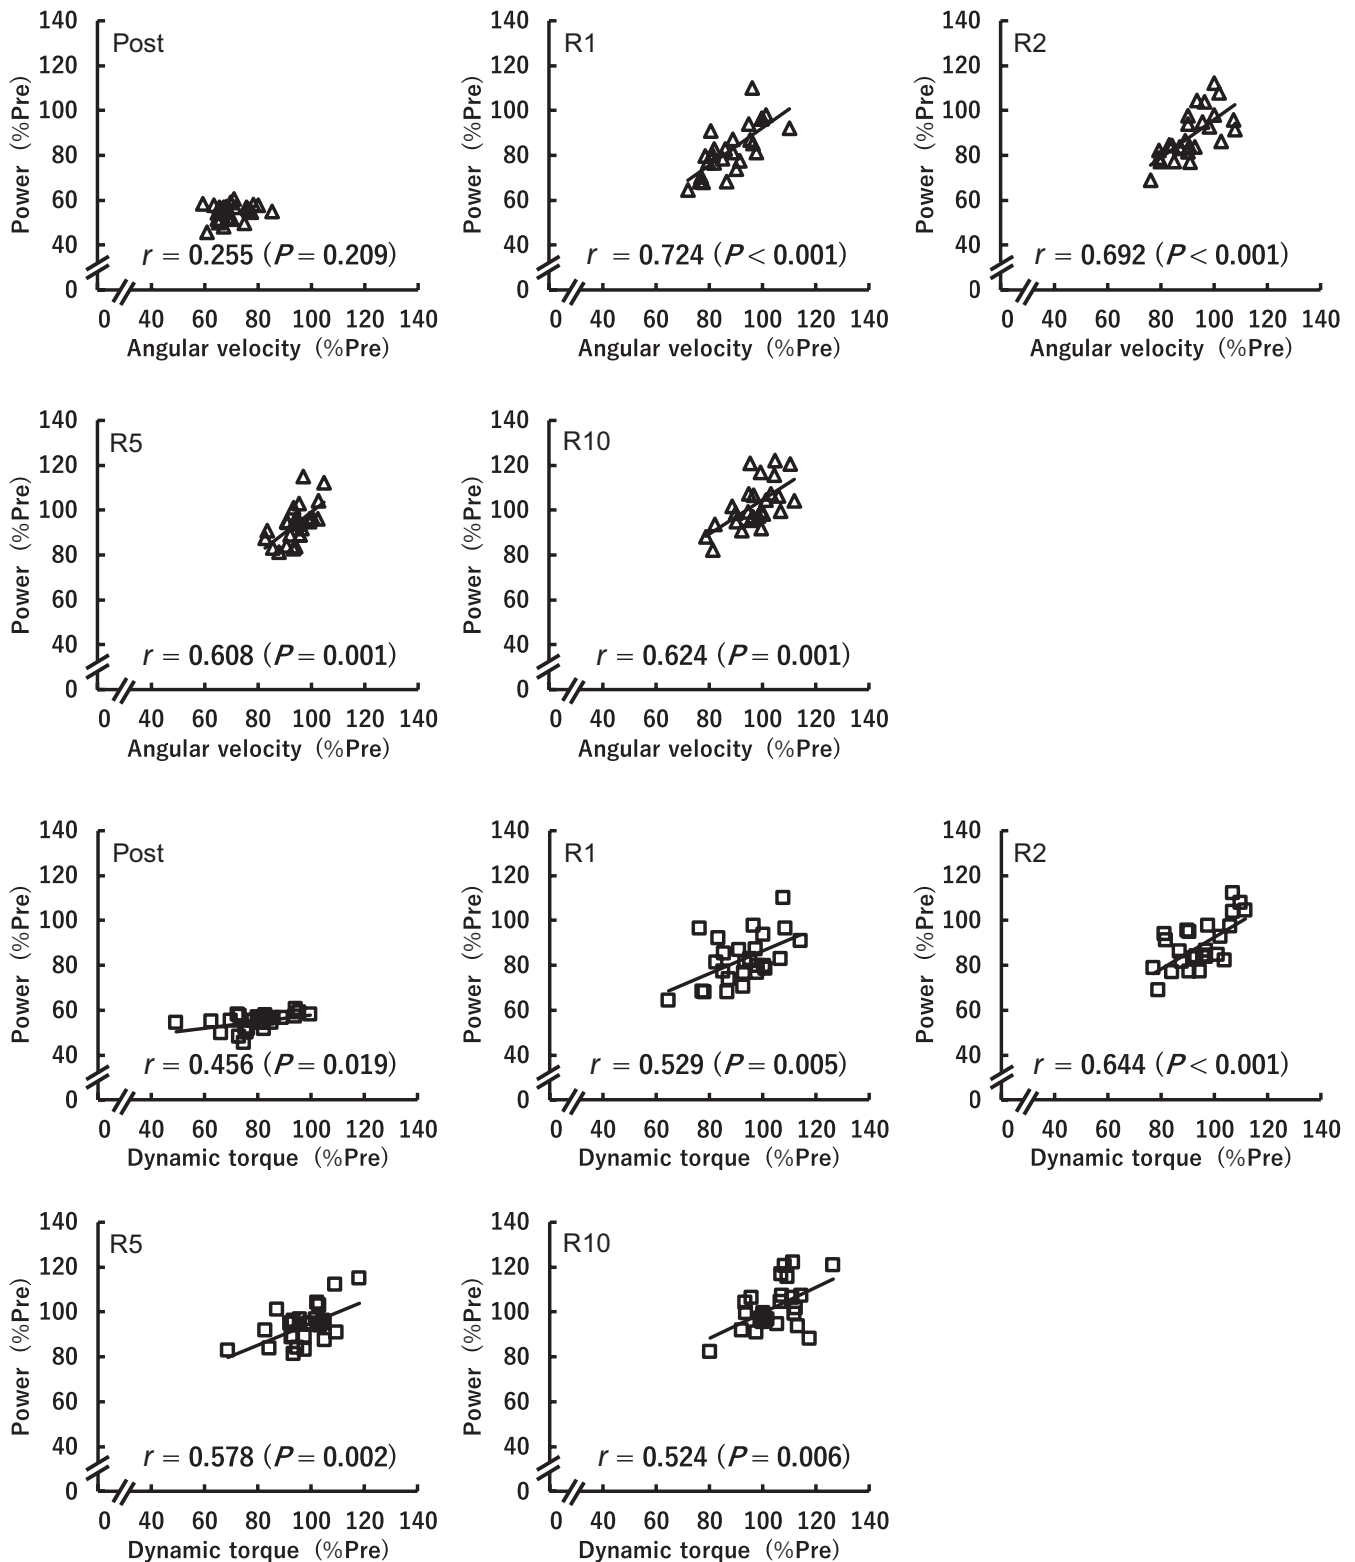 Post
140
120
100
80
60
40
0
Power (%Pre)
r = 0.255 (P = 0.209)
0 40 60 80 100 120 140
Angular velocity (%Pre)
R1
140
120
100
80
60
40
0
Power (%Pre)
r = 0.724 (P < 0.001)
0 40 60 80 100 120 140
Angular velocity (%Pre)
R2
140
120
100
80
60
40
0
Power (%Pre)
r = 0.692 (P < 0.001)
0 40 60 80 100 120 140
Angular velocity (%Pre)
R5
140
120
100
80
60
40
0
Power (%Pre)
r = 0.608 (P = 0.001)
0 40 60 80 100 120 140
Angular velocity (%Pre)
R10
140
120
100
80
60
40
0
Power (%Pre)
r = 0.624 (P = 0.001)
0 40 60 80 100 120 140
Angular velocity (%Pre)
Post
140
120
100
80
60
40
0
Power (%Pre)
r = 0.456 (P = 0.019)
0 40 60 80 100 120 140
Dynamic torque (%Pre)
R1
140
120
100
80
60
40
0
Power (%Pre)
r = 0.529 (P = 0.005)
0 40 60 80 100 120 140
Dynamic torque (%Pre)
R2
140
120
100
80
60
40
0
Power (%Pre)
r = 0.644 (P < 0.001)
0 40 60 80 100 120 140
Dynamic torque (%Pre)
R5
140
120
100
80
60
40
0
Power (%Pre)
r = 0.578 (P = 0.002)
0 40 60 80 100 120 140
Dynamic torque (%Pre)
R10
140
120
100
80
60
40
0
Power (%Pre)
r = 0.524 (P = 0.006)
0 40 60 80 100 120 140
Dynamic torque (%Pre)